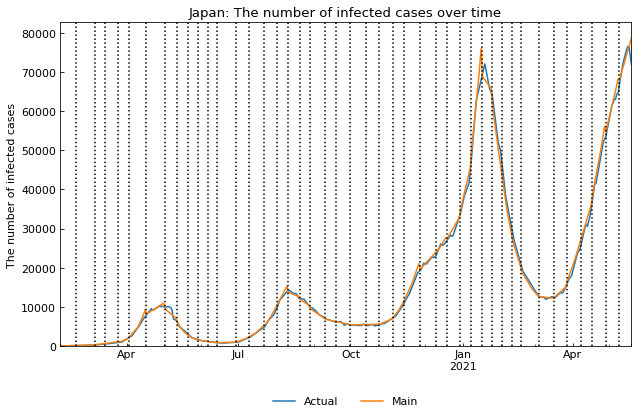 Japan: The number of infected cases over time
The number of infected cases
80000
70000
60000
50000
40000
30000
20000
10000
0
Apr Jul Oct Jan Apr
2021
Actual Main